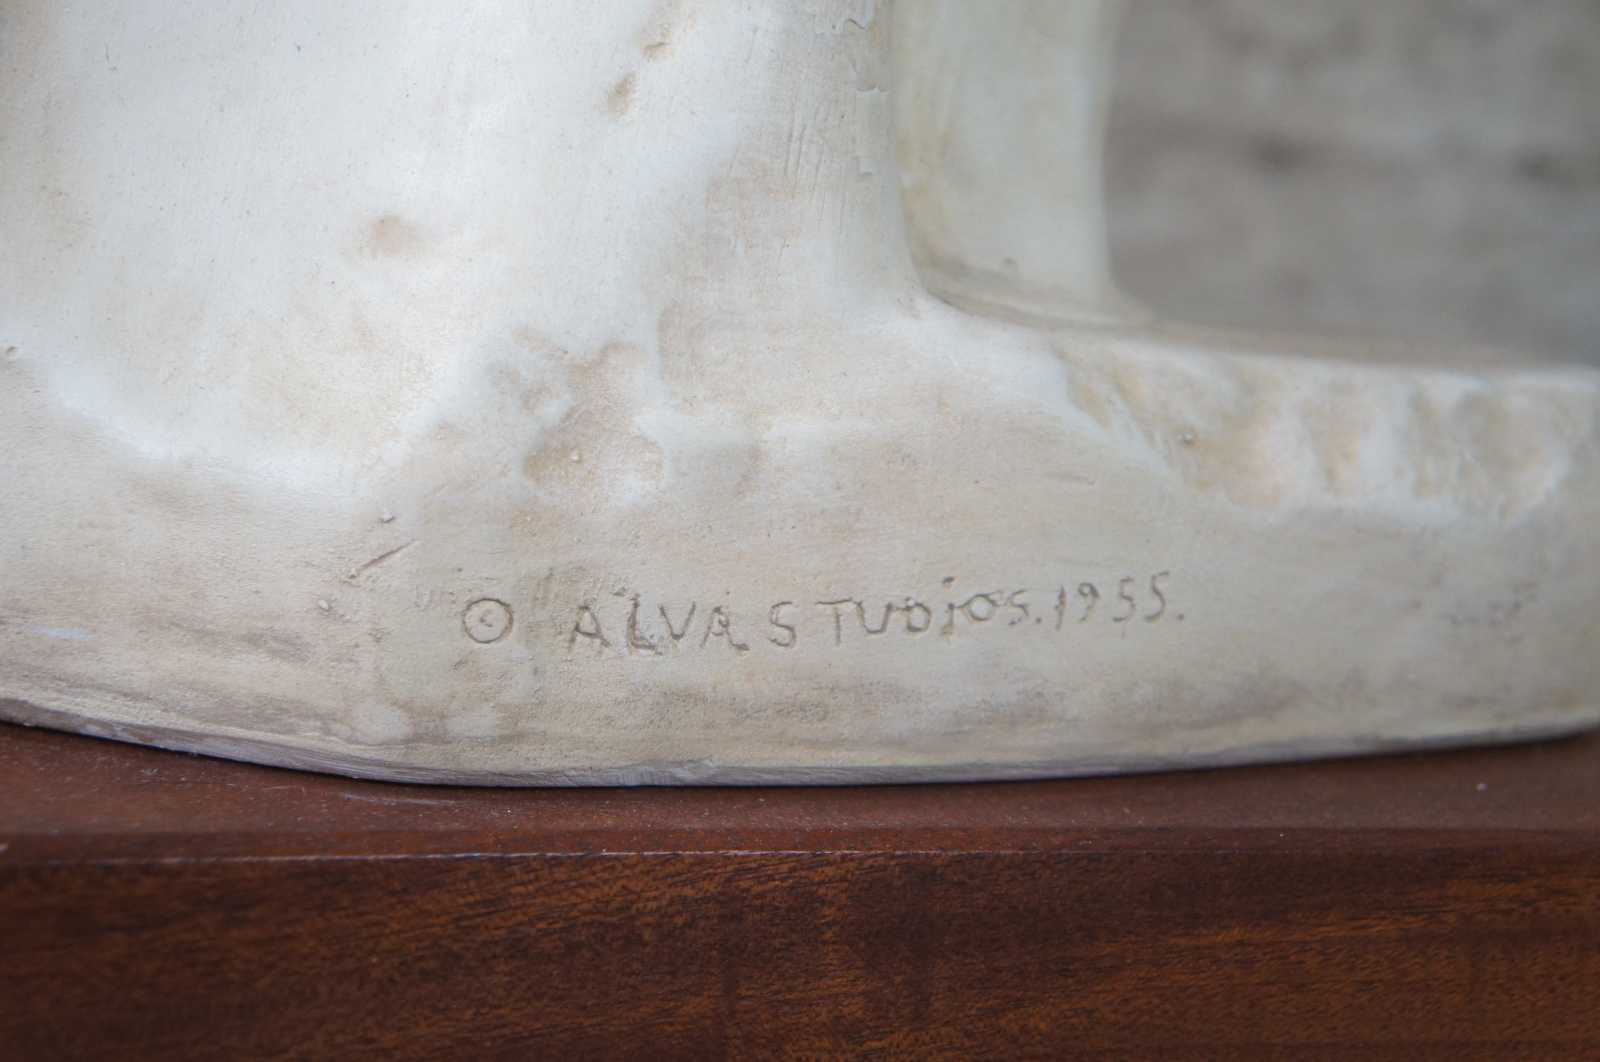 © ALVA STUDIOS. 1955.